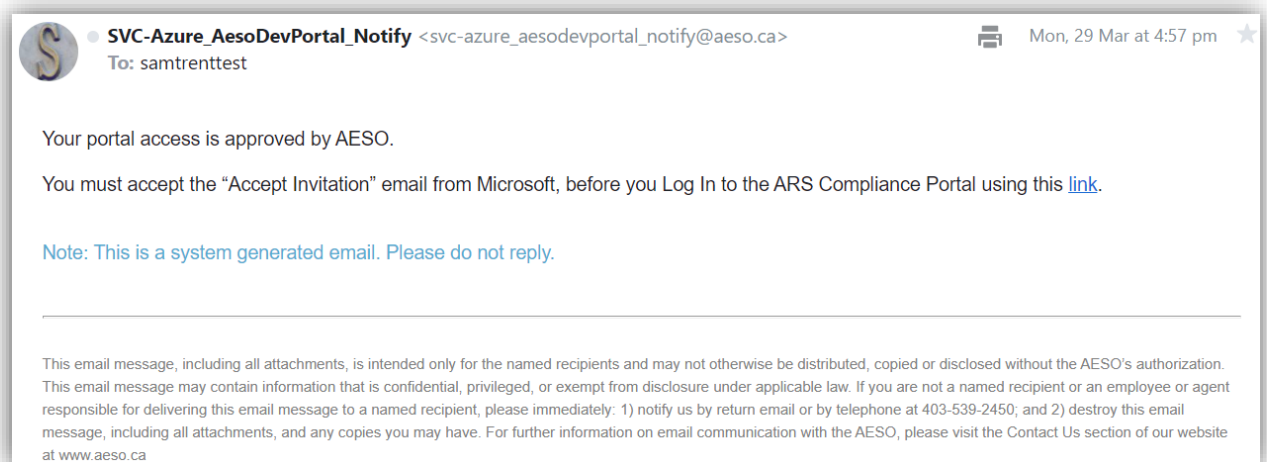 SVC-Azure_AesoDevPortal_Notify <svc-azure_aesodevportal_notify@aeso.ca>
Mon, 29 Mar at 4:57 pm
To: samtrenttest
Your portal access is approved by AESO.
You must accept the “Accept Invitation” email from Microsoft, before you Log In to the ARS Compliance Portal using this link.
Note: This is a system generated email. Please do not reply.
This email message, including all attachments, is intended only for the named recipients and may not otherwise be distributed, copied or disclosed without the AESO's authorization.
This email message may contain information that is confidential, privileged, or exempt from disclosure under applicable law. If you are not a named recipient or an employee or agent
responsible for delivering this email message to a named recipient, please immediately: 1) notify us by return email or by telephone at 403-539-2450; and 2) destroy this email
message, including all attachments, and any copies you may have. For further information on email communication with the AESO, please visit the Contact Us section of our website
at www.aeso.ca